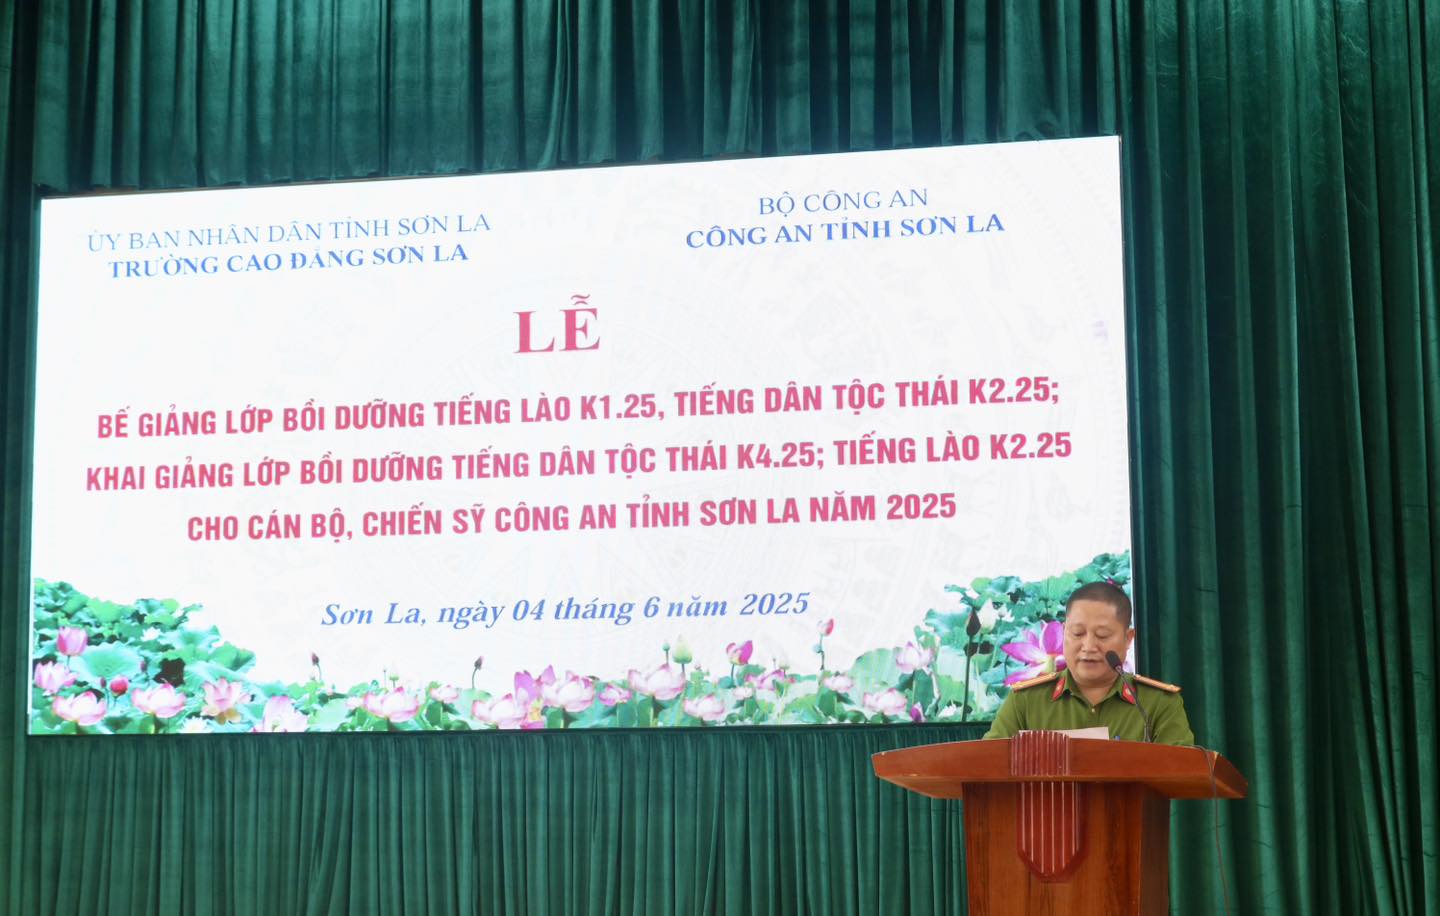 ỦY BAN NHÂN DÂN TỈNH SƠN LA
TRƯỜNG CAO ĐẲNG SƠN LA
BỘ CÔNG AN
CÔNG AN TỈNH SƠN LA
LỄ
BẾ GIẢNG LỚP BỒI DƯỠNG TIẾNG LÀO K1.25, TIẾNG DÂN TỘC THÁI K2.25;
KHAI GIẢNG LỚP BỒI DƯỠNG TIẾNG DÂN TỘC THÁI K4.25; TIẾNG LÀO K2.25
CHO CÁN BỘ, CHIẾN SỸ CÔNG AN TỈNH SƠN LA NĂM 2025
Sơn La, ngày 04 tháng 6 năm 2025